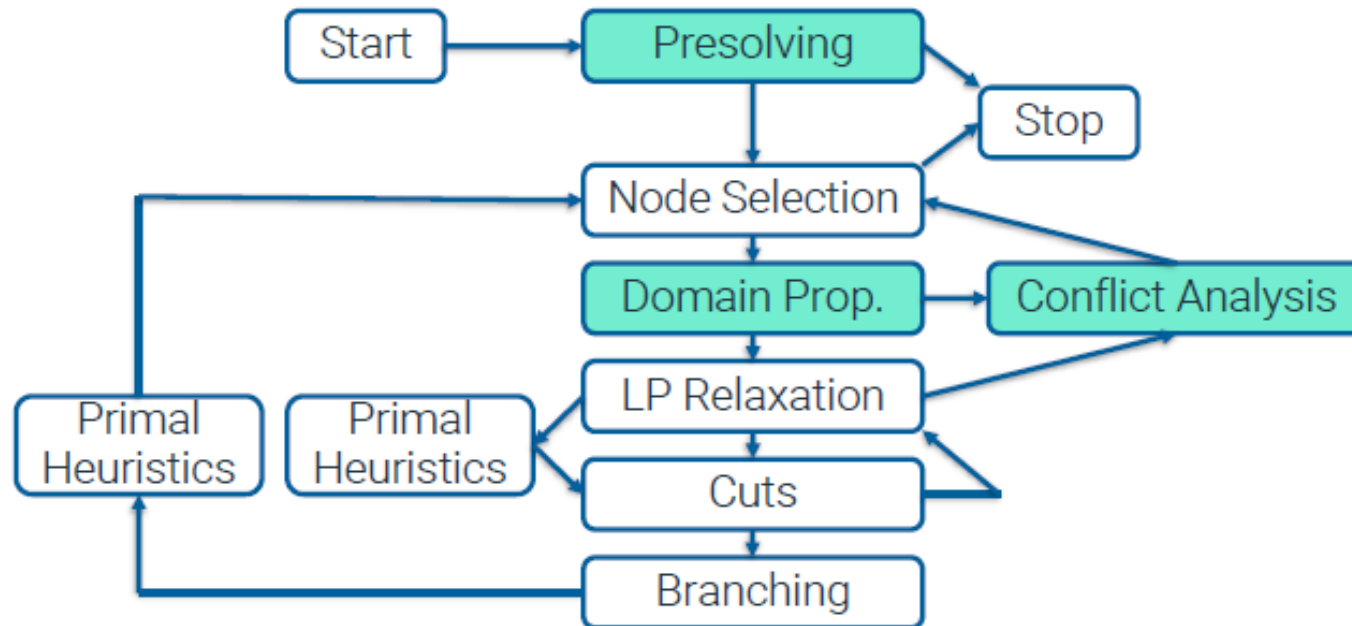 Start
Presolving
Stop
Node Selection
Domain Prop.
Conflict Analysis
LP Relaxation
Primal
Heuristics
Primal
Heuristics
Cuts
Branching